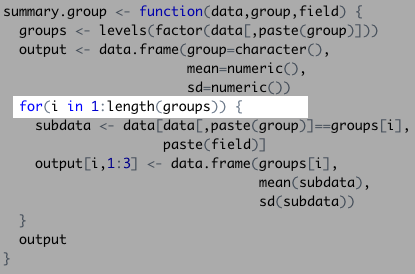 summary.group <- function(data,group,field) {
  groups <- levels(factor(data[,paste(group)]))
  output <- data.frame(group=character(),
                       mean=numeric(),
                       sd=numeric())
  for(i in 1:length(groups)) {
    subdata <- data[data[,paste(group)]==groups[i],
                    paste(field)]
    output[i,1:3] <- data.frame(groups[i],
                                mean(subdata),
                                sd(subdata))
  }
  output
}